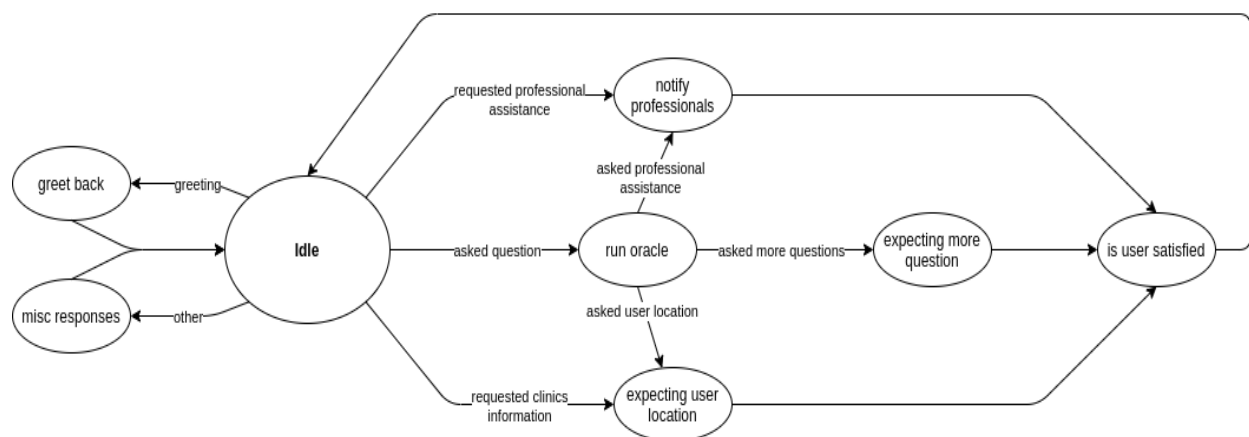 notify
professionals
requested professional
assistance
asked professional
assistance
greet back
greeting
Idle
asked question
run oracle
asked more questions
expecting more
question
is user satisfied
misc responses
other
asked user location
requested clinics
information
expecting user
location